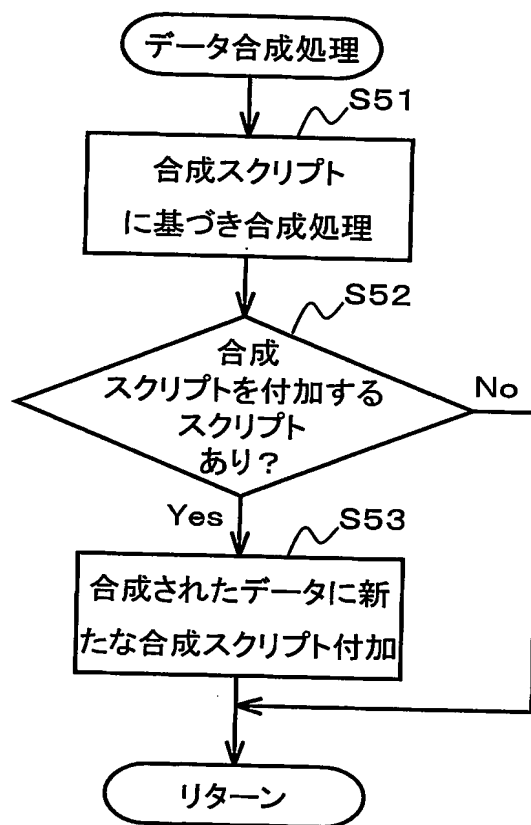 データ合成処理
S51
合成スクリプト
に基づき合成処理
S52
合成
スクリプトを付加する
スクリプト
あり?
No
Yes
S53
合成されたデータに新
たな合成スクリプト付加
リターン